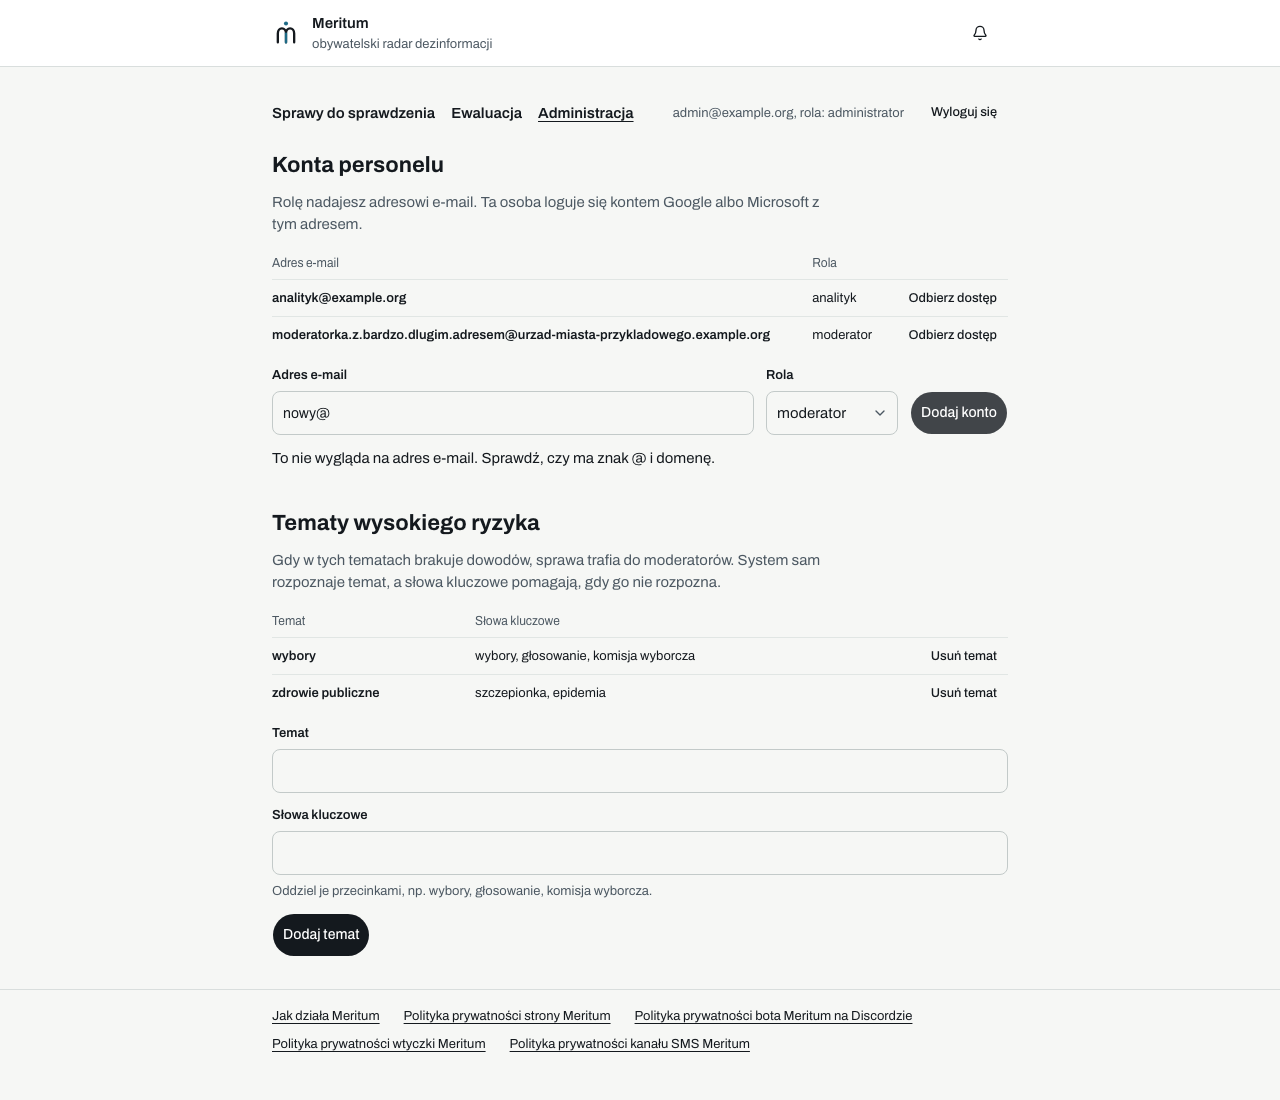 Meritum
obywatelski radar dezinformacji
Sprawy do sprawdzenia Ewaluacja Administracja admin@example.org, rola: administrator Wyloguj się
Konta personelu
Rolę nadajesz adresowi e-mail. Ta osoba loguje się kontem Google albo Microsoft z
tym adresem.
Adres e-mail Rola
analityk@example.org analityk Odbierz dostęp
moderatorka.z.bardzo.dlugim.adresem@urzad-miasta-przykladowego.example.org moderator Odbierz dostęp
Adres e-mail Rola
nowy@ moderator Dodaj konto
To nie wygląda na adres e-mail. Sprawdź, czy ma znak @ i domenę.
Tematy wysokiego ryzyka
Gdy w tych tematach brakuje dowodów, sprawa trafia do moderatorów. System sam
rozpoznaje temat, a słowa kluczowe pomagają, gdy go nie rozpozna.
Temat Słowa kluczowe
wybory wybory, głosowanie, komisja wyborcza Usuń temat
zdrowie publiczne szczepionka, epidemia Usuń temat
Temat
Słowa kluczowe
Oddziel je przecinkami, np. wybory, głosowanie, komisja wyborcza.
Dodaj temat
Jak działa Meritum Polityka prywatności strony Meritum Polityka prywatności bota Meritum na Discordzie
Polityka prywatności wtyczki Meritum Polityka prywatności kanału SMS Meritum